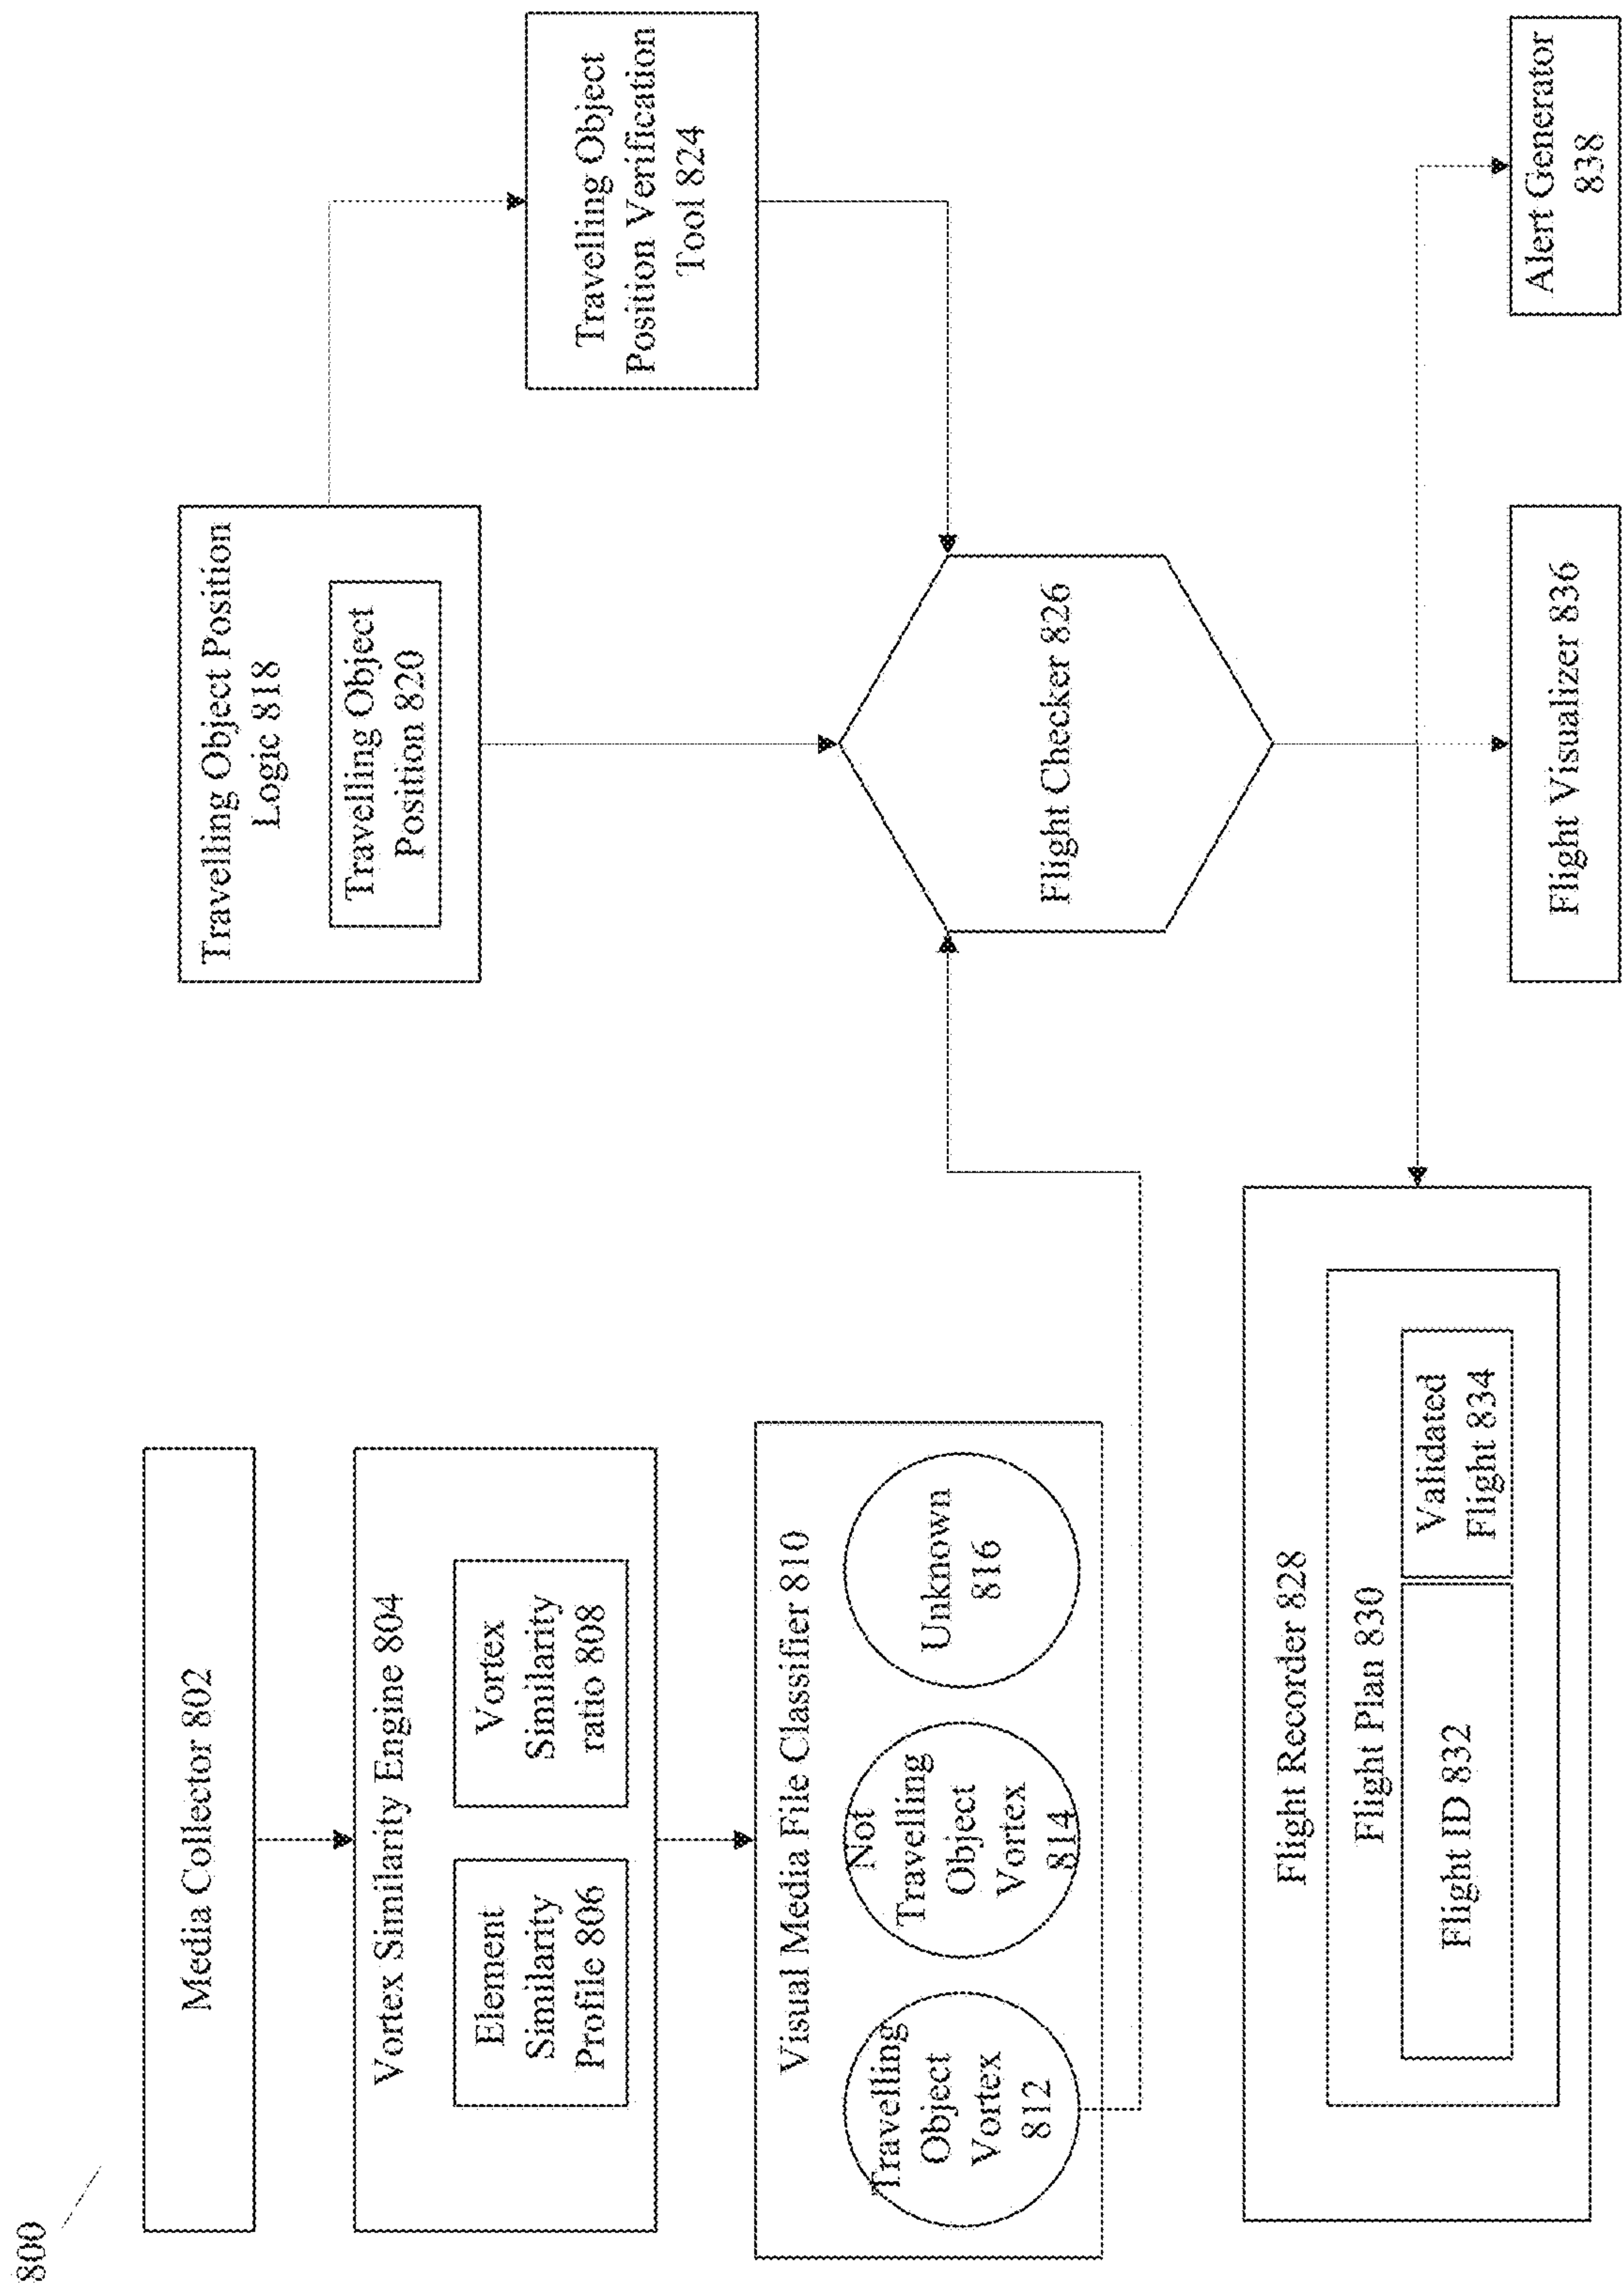 800
Media Collector 802
Vortex Similarity Engine 804
Element
Similarity
Profile 806
Vortex
Similarity
ratio 808
Visual Media File Classifier 810
Travelling
Object
Vortex
812
Not
Travelling
Object
Vortex
814
Unknown
816
Travelling Object Position
Logic 818
Travelling Object
Position 820
Travelling Object
Position Verification
Tool 824
Flight Checker 826
Flight Recorder 828
Flight Plan 830
Flight ID 832
Validated
Flight 834
Flight Visualizer 836
Alert Generator
838